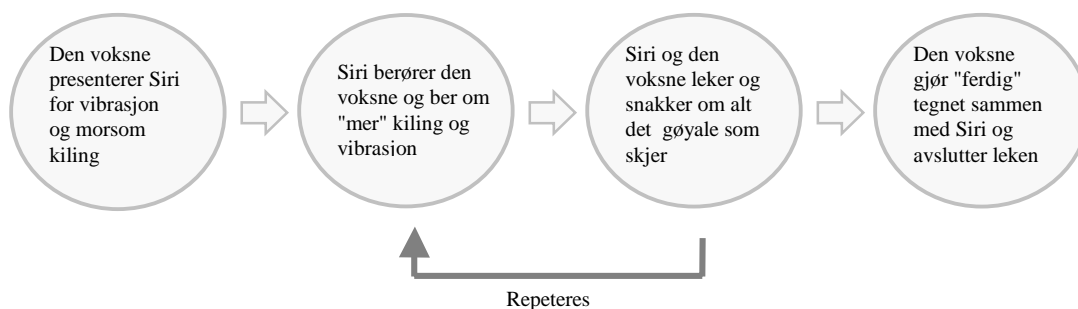 Den voksne
presenterer Siri
for vibrasjon
og morsom
kiling
Siri berører den
voksne og ber om
"mer" kiling og
vibrasjon
Siri og den
voksne leker og
snakker om alt
det gøyale som
skjer
Den voksne
gjør "ferdig"
tegnet sammen
med Siri og
avslutter leken
Repeteres